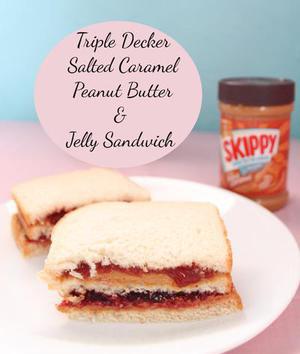 Triple Decker
Salted Caramel
Peanut Butter
&
Jelly Sandwich
SKIPPY